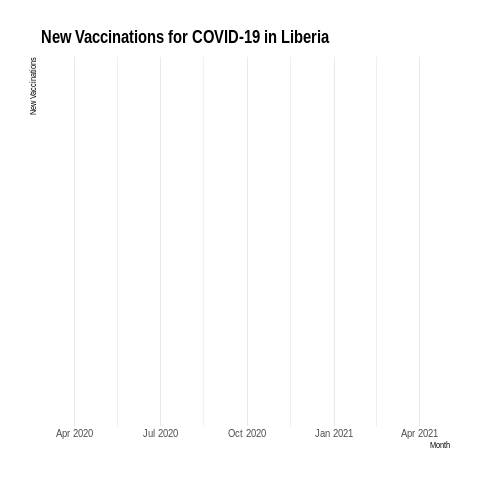 New Vaccinations for COVID-19 in Liberia
New Vaccinations
Apr 2020 Jul 2020 Oct 2020 Jan 2021 Apr 2021
Month